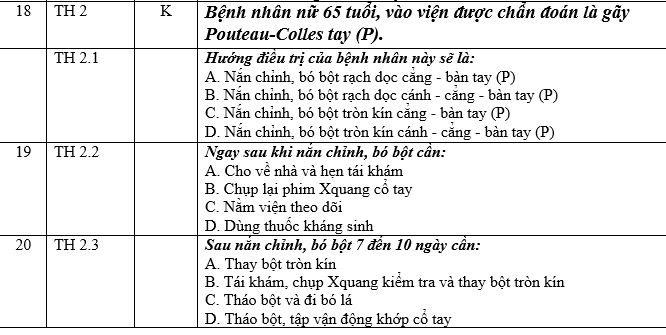 18 TH 2 K Bệnh nhân nữ 65 tuổi, vào viện được chẩn đoán là gãy
Pouteau-Colles tay (P).
TH 2.1 Hướng điều trị của bệnh nhân này sẽ là:
A. Nắn chỉnh, bó bột rạch dọc cẳng - bàn tay (P)
B. Nắn chỉnh, bó bột rạch dọc cánh - cẳng - bàn tay (P)
C. Nắn chỉnh, bó bột tròn kín cẳng - bàn tay (P)
D. Nắn chỉnh, bó bột tròn kín cánh - cẳng - bàn tay (P)
19 TH 2.2 Ngay sau khi nắn chỉnh, bó bột cần:
A. Cho về nhà và hẹn tái khám
B. Chụp lại phim Xquang cổ tay
C. Nằm viện theo dõi
D. Dùng thuốc kháng sinh
20 TH 2.3 Sau nắn chỉnh, bó bột 7 đến 10 ngày cần:
A. Thay bột tròn kín
B. Tái khám, chụp Xquang kiểm tra và thay bột tròn kín
C. Tháo bột và đi bó lá
D. Tháo bột, tập vận động khớp cổ tay